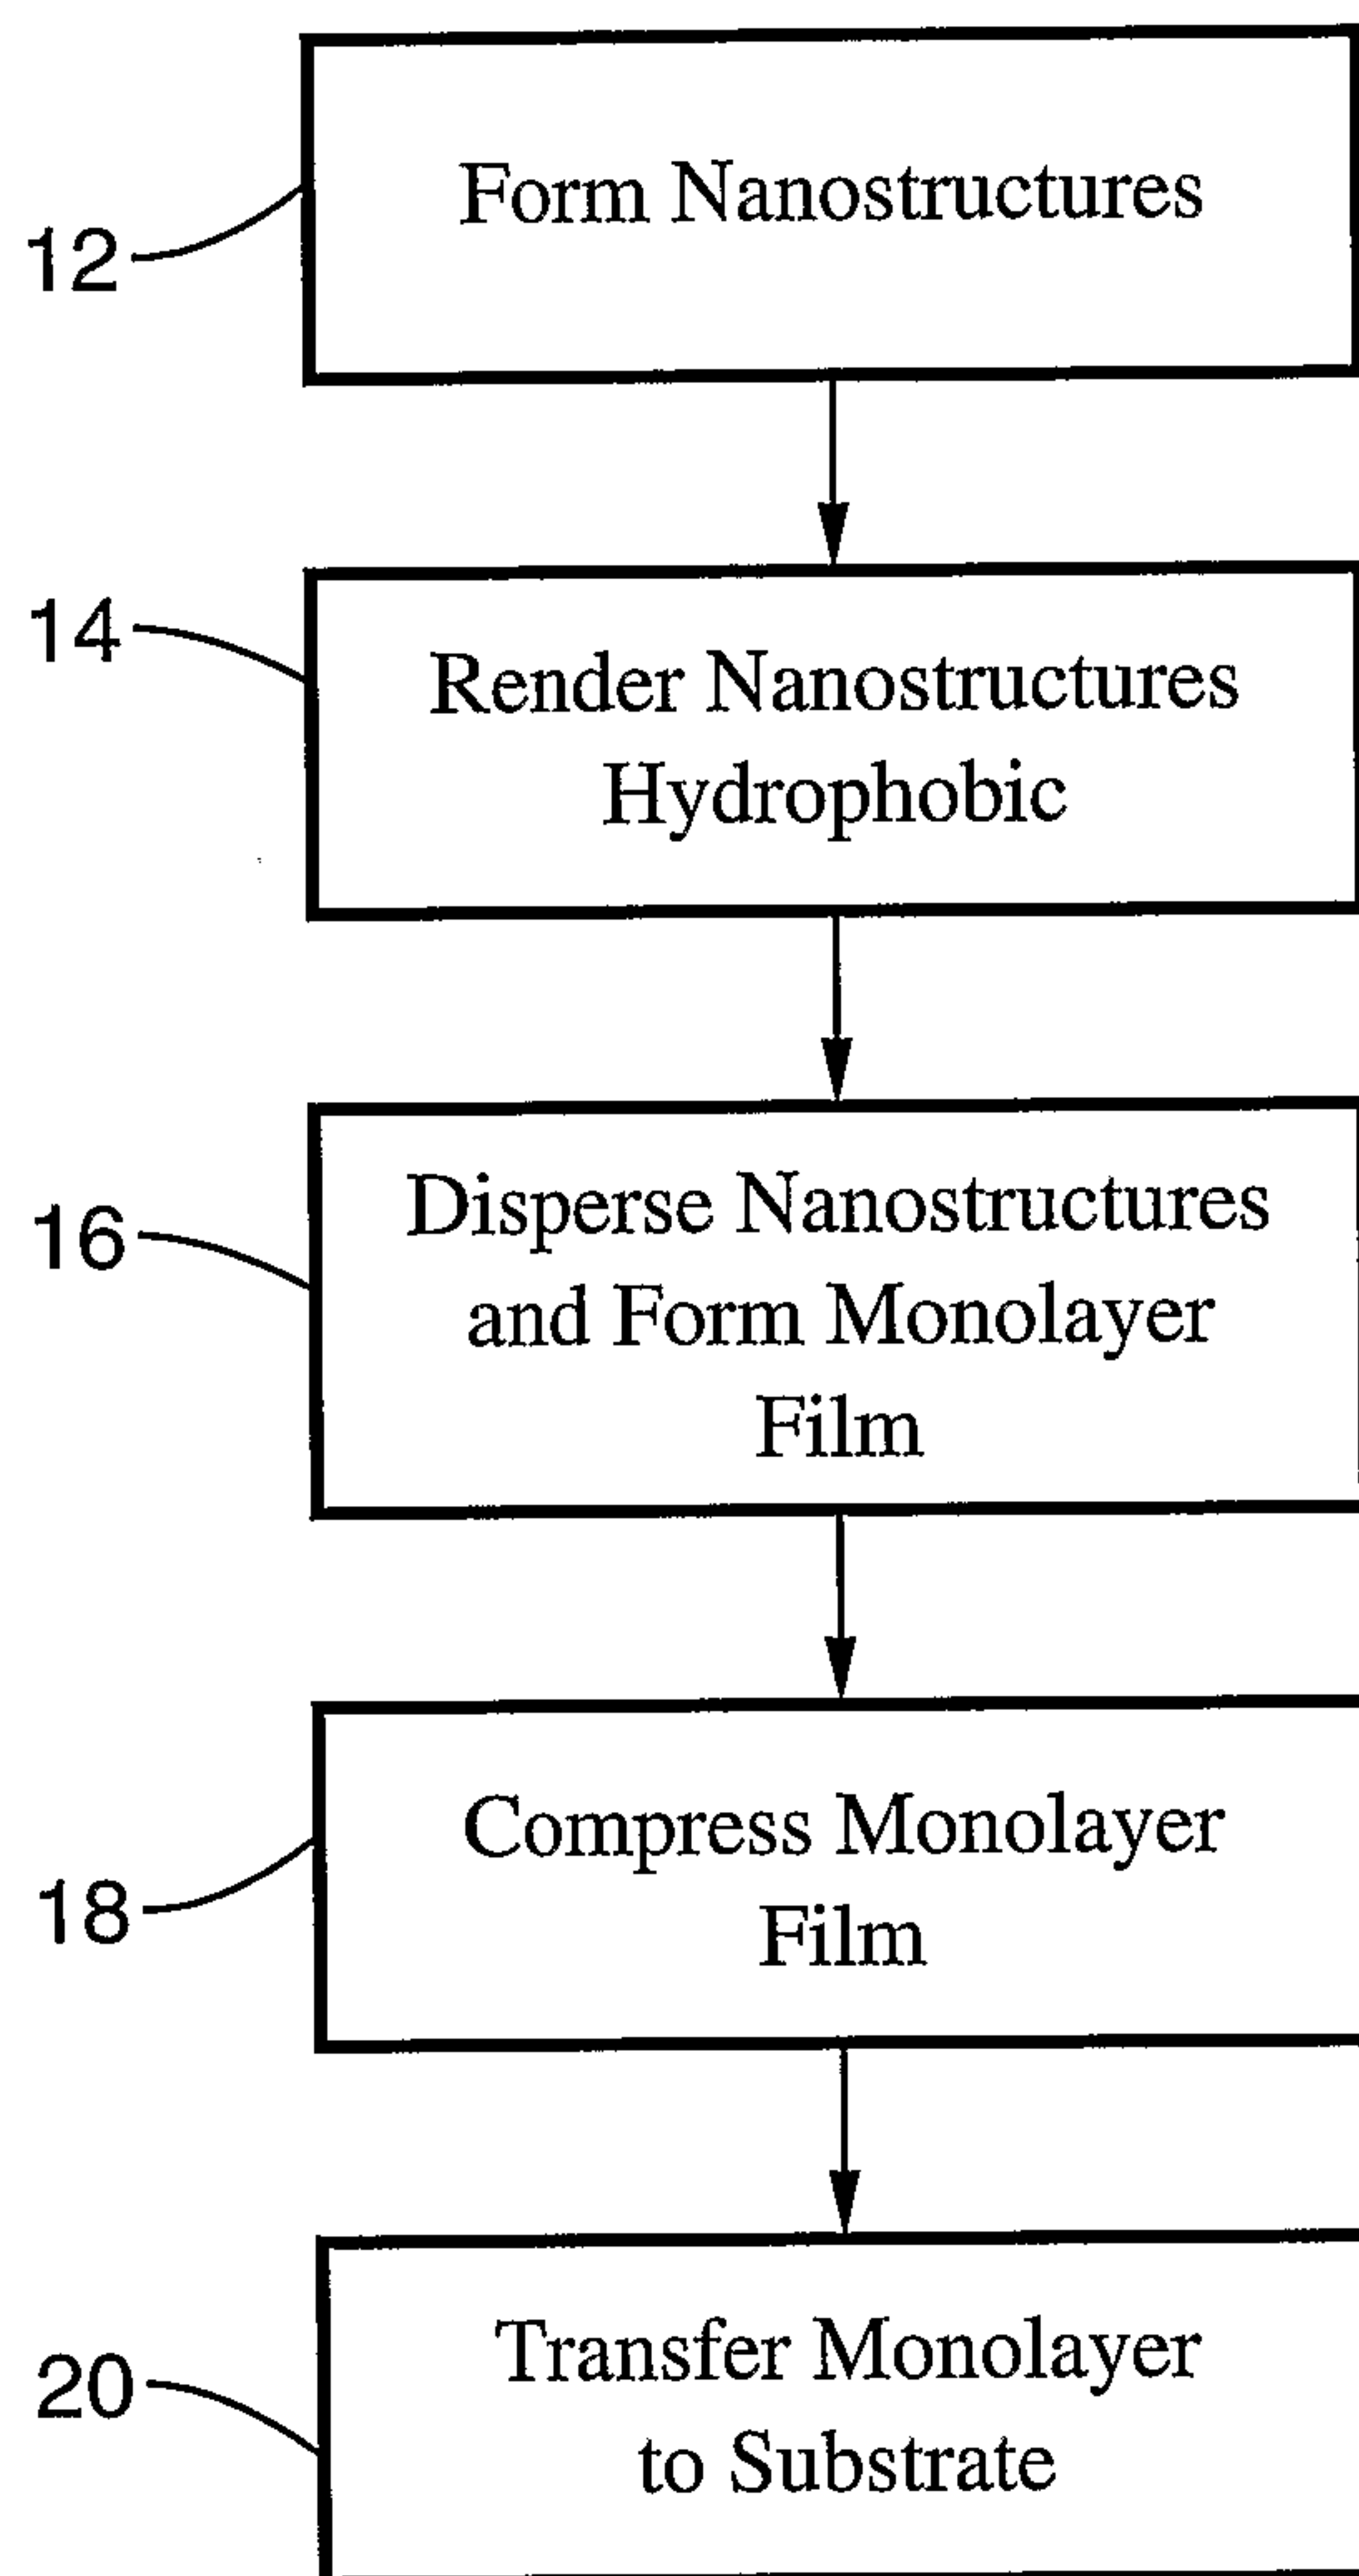 12
Form Nanostructures
14
Render Nanostructures
Hydrophobic
16
Disperse Nanostructures
and Form Monolayer
Film
18
Compress Monolayer
Film
20
Transfer Monolayer
to Substrate